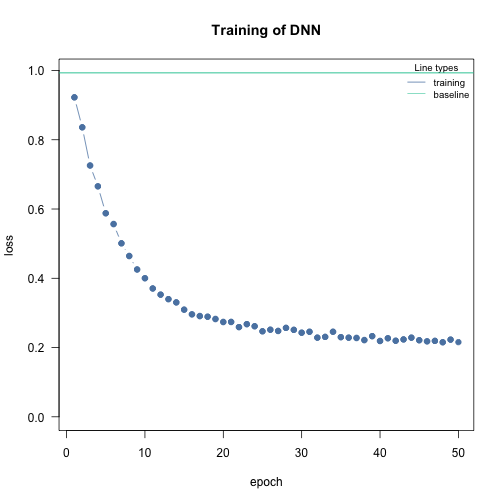 Training of DNN
Line types
training
baseline
1.0
0.8
0.6
0.4
0.2
0.0
loss
0 10 20 30 40 50
epoch